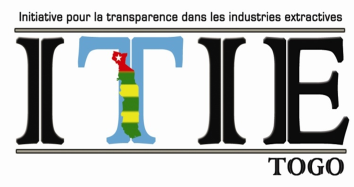 Initiative pour la transparence dans les industries extractives
ITIE
TOGO